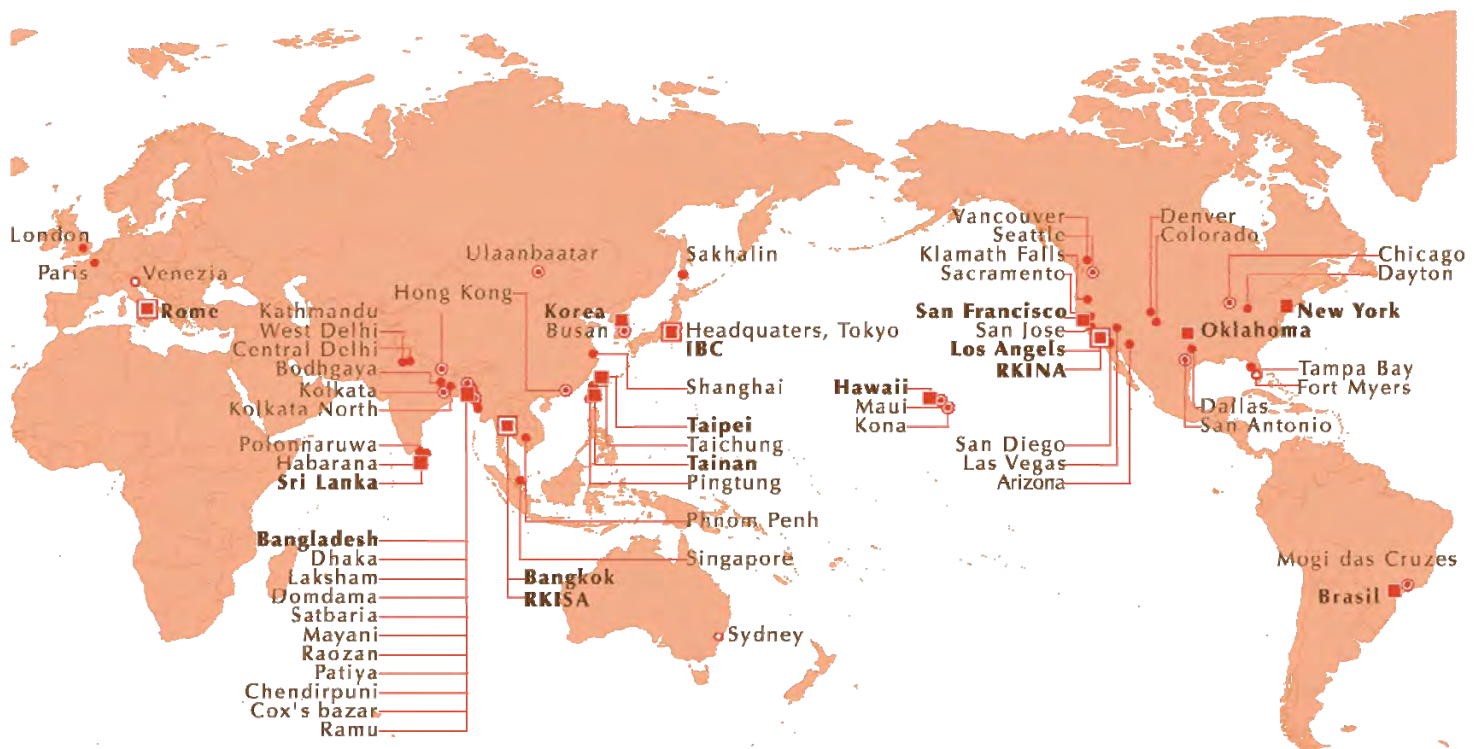 London
Paris
Venezia
Rome
Ulaanbaatar
Hong Kong
Kathmandu
West Delhi
Central Delhi
Bodhgaya
Kolkata
Kolkata North
Polonnaruwa
Habarana
Sri Lanka
Bangladesh
Dhaka
Laksham
Domdama
Satbaria
Mayani
Raozan
Patiya
Chendirpuni
Cox's bazar
Ramu
Sakhalin
Korea
Busan
Headquaters, Tokyo
IBC
Shanghai
Taipei
Taichung
Tainan
Pingtung
Phnom Penh
Singapore
Bangkok
RKISA
Sydney
Vancouver
Seattle
Klamath Falls
Sacramento
San Francisco
San Jose
Los Angels
RKINA
Hawaii
Maui
Kona
San Diego
Las Vegas
Arizona
Denver
Colorado
Chicago
Dayton
New York
Oklahoma
Tampa Bay
Fort Myers
Dallas
San Antonio
Mogi das Cruzes
Brasil